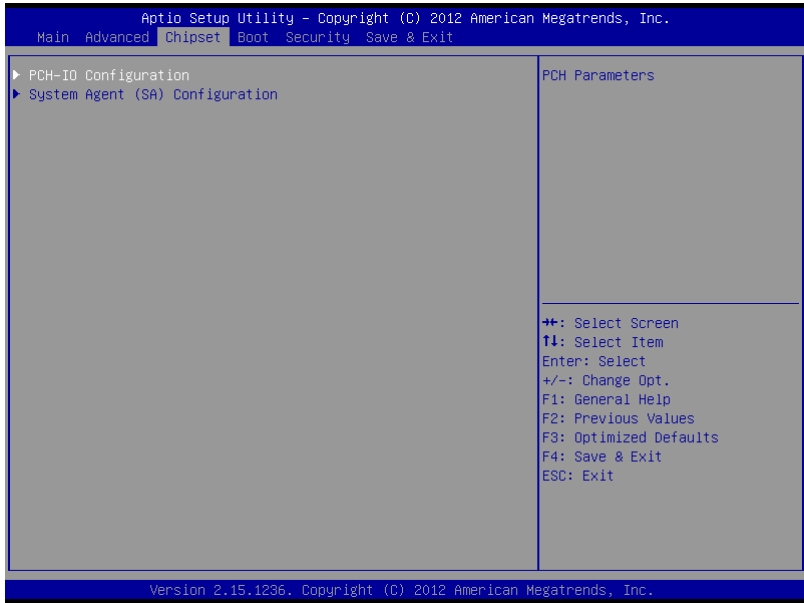 Aptio Setup Utility – Copyright (C) 2012 American Megatrends, Inc.
Main Advanced Chipset Boot Security Save & Exit
▶ PCH-IO Configuration
▶ System Agent (SA) Configuration
PCH Parameters
→←: Select Screen
↑↓: Select Item
Enter: Select
+/-: Change Opt.
F1: General Help
F2: Previous Values
F3: Optimized Defaults
F4: Save & Exit
ESC: Exit
Version 2.15.1236. Copyright (C) 2012 American Megatrends, Inc.